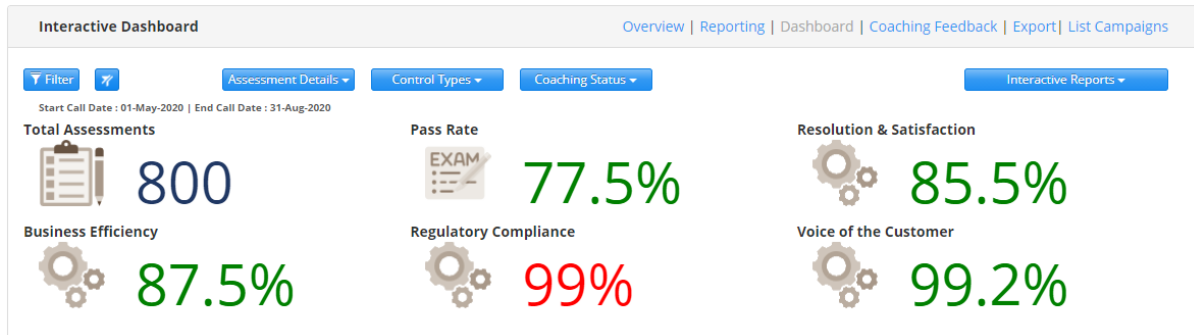 Interactive Dashboard
Overview | Reporting | Dashboard | Coaching Feedback | Export| List Campaigns
Filter
Assessment Details
Control Types
Coaching Status
Interactive Reports
Start Call Date : 01-May-2020 | End Call Date : 31-Aug-2020
Total Assessments
800
Pass Rate
EXAM
77.5%
Resolution & Satisfaction
85.5%
Business Efficiency
87.5%
Regulatory Compliance
99%
Voice of the Customer
99.2%